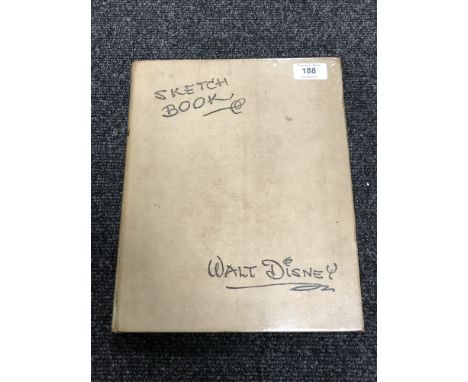 188
SKETCH
BOOK
WALT DISNEY